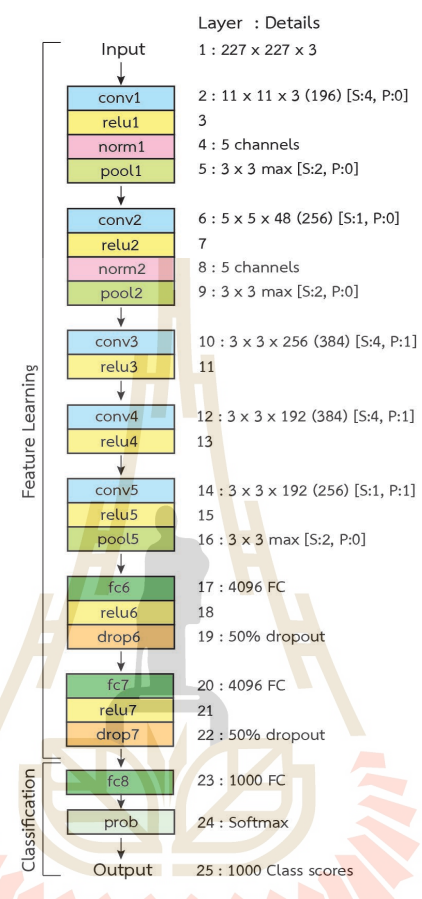 Layer : Details
Input 1 : 227 x 227 x 3
conv1 2 : 11 x 11 x 3 (196) [S:4, P:0]
relu1 3
norm1 4 : 5 channels
pool1 5 : 3 x 3 max [S:2, P:0]
conv2 6 : 5 x 5 x 48 (256) [S:1, P:0]
relu2 7
norm2 8 : 5 channels
pool2 9 : 3 x 3 max [S:2, P:0]
conv3 10 : 3 x 3 x 256 (384) [S:4, P:1]
relu3 11
conv4 12 : 3 x 3 x 192 (384) [S:4, P:1]
relu4 13
conv5 14 : 3 x 3 x 192 (256) [S:1, P:1]
relu5 15
pool5 16 : 3 x 3 max [S:2, P:0]
fc6 17 : 4096 FC
relu6 18
drop6 19 : 50% dropout
fc7 20 : 4096 FC
relu7 21
drop7 22 : 50% dropout
Feature Learning
fc8 23 : 1000 FC
prob 24 : Softmax
Output 25 : 1000 Class scores
Classification